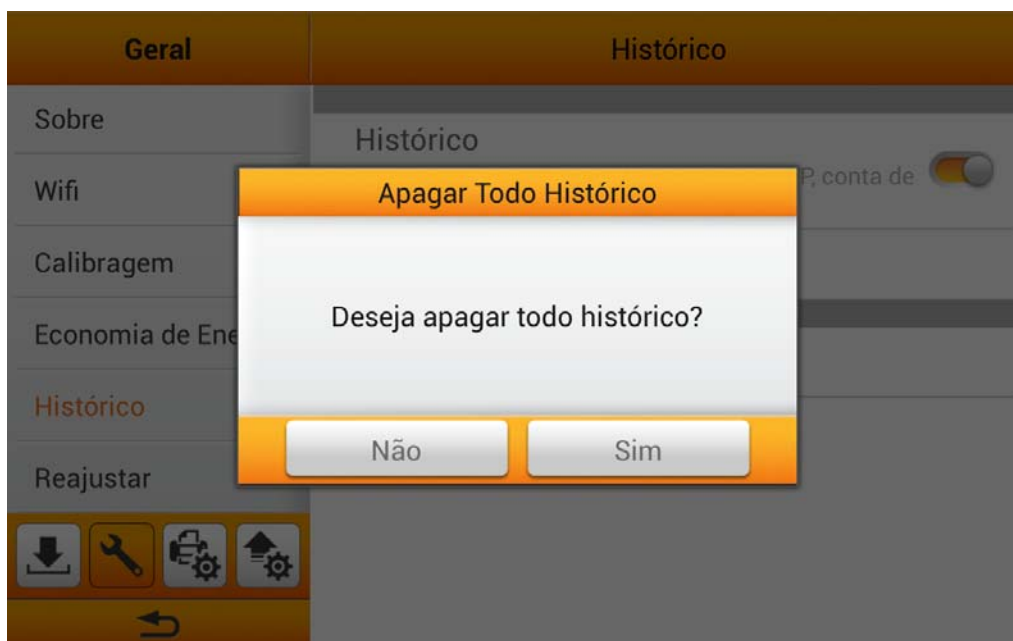 Geral
Histórico
Sobre
Histórico
Wifi
P, conta de
Apagar Todo Histórico
Calibragem
Deseja apagar todo histórico?
Economia de Ene
Histórico
Não
Sim
Reajustar